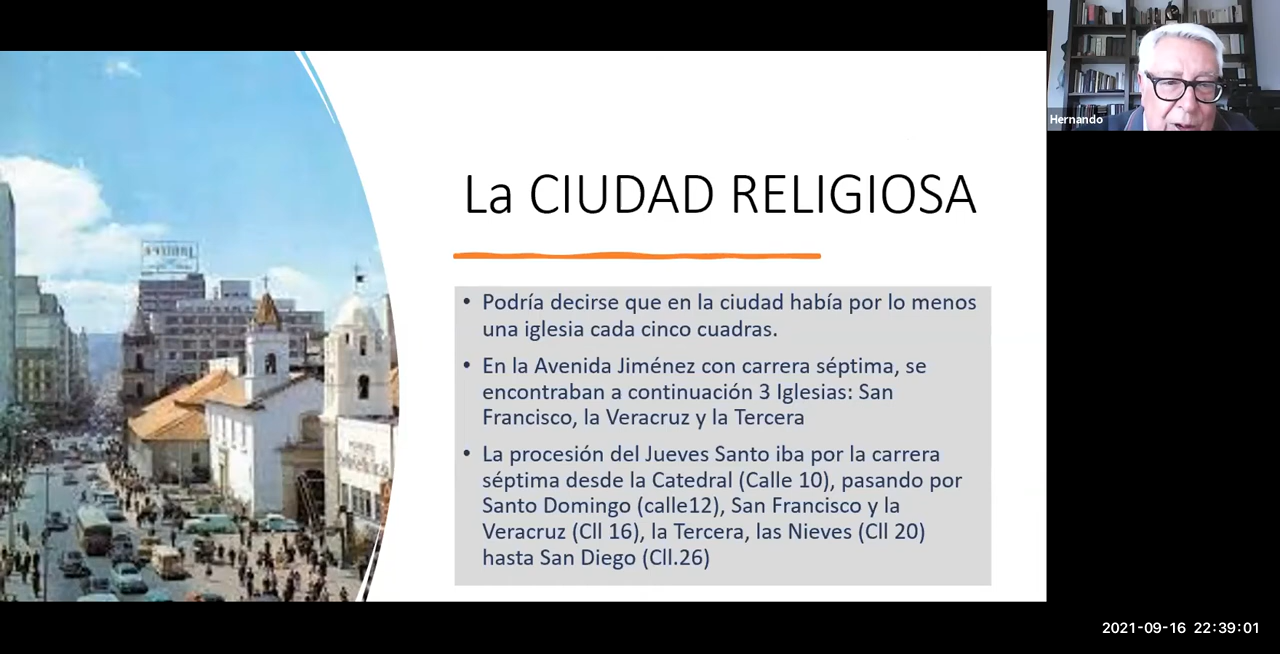 Hernando
La CIUDAD RELIGIOSA
• Podría decirse que en la ciudad había por lo menos
una iglesia cada cinco cuadras.
• En la Avenida Jiménez con carrera séptima, se
encontraban a continuación 3 Iglesias: San
Francisco, la Veracruz y la Tercera
• La procesión del Jueves Santo iba por la carrera
séptima desde la Catedral (Calle 10), pasando por
Santo Domingo (calle12), San Francisco y la
Veracruz (Cll 16), la Tercera, las Nieves (Cll 20)
hasta San Diego (Cll.26)
2021-09-16 22:39:01